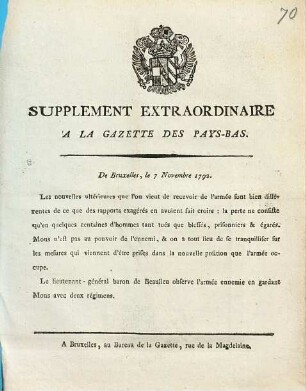 70
SUPPLEMENT EXTRAORDINAIRE
A LA GAZETTE DES PAYS-BAS.
De Bruxelles, le 7 Novembre 1792.
Les nouvelles ultérieures que l'on vient de recevoir de l'armée sont bien diffé-
rentes de ce que des rapports exagérés en avoient fait croire : la perte ne consiste
qu'en quelques centaines d'hommes tant tués que blessés, prisonniers & égarés.
Mons n'est pas au pouvoir de l'ennemi, & on a tout lieu de se tranquilliser sur
les mesures qui viennent d'être prises dans la nouvelle position que l'armée oc-
cupe.
Le lieutenant-général baron de Beaulieu observe l'armée ennemie en gardant
Mons avec deux régimens.
A Bruxelles, au Bureau de la Gazette, rue de la Magdelaine.